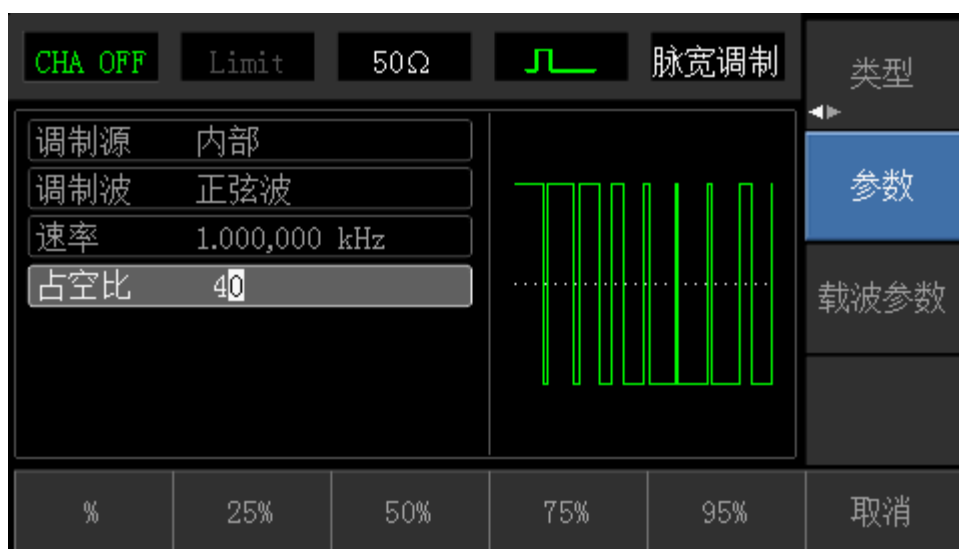 CHA OFF Limit 50Ω 脉宽调制 类型
调制源 内部
调制波 正弦波
速率 1.000,000 kHz
占空比 40
参数
载波参数
% 25% 50% 75% 95% 取消